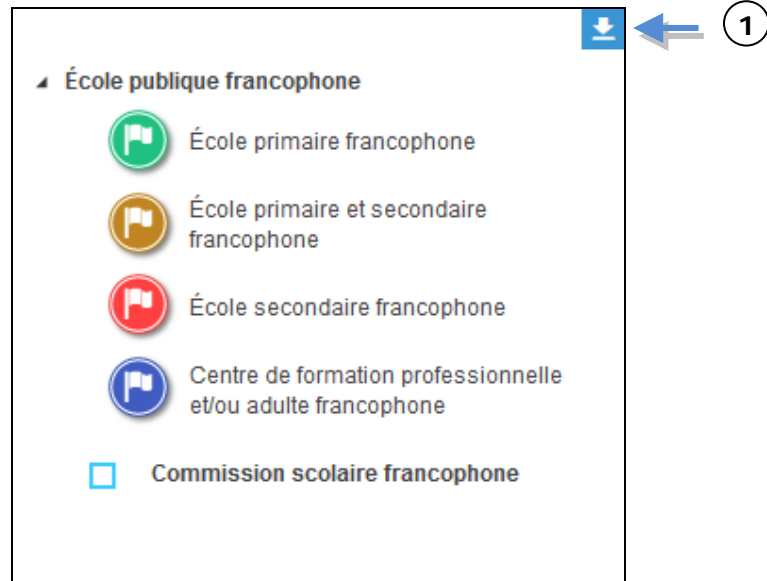 1
École publique francophone
École primaire francophone
École primaire et secondaire
francophone
École secondaire francophone
Centre de formation professionnelle
et/ou adulte francophone
Commission scolaire francophone